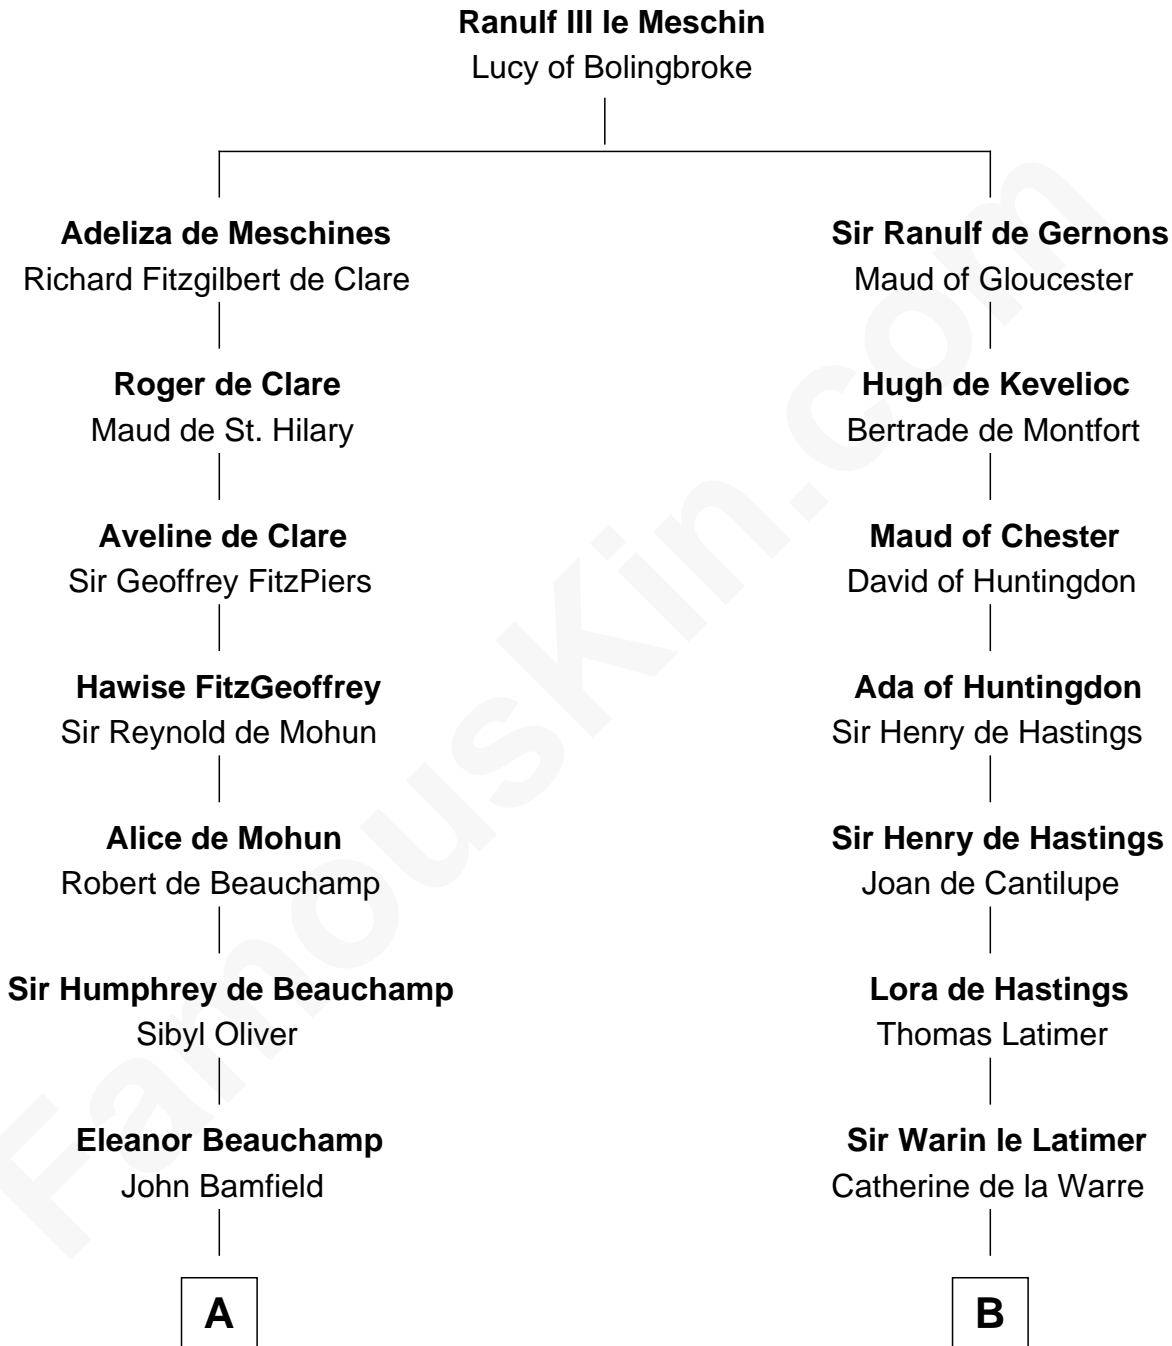 Ranulf III le Meschin
Lucy of Bolingbroke
Adeliza de Meschines
Richard Fitzgilbert de Clare
Sir Ranulf de Gernons
Maud of Gloucester
Roger de Clare
Maud de St. Hilary
Hugh de Kevelioc
Bertrade de Montfort
Aveline de Clare
Sir Geoffrey FitzPiers
Maud of Chester
David of Huntingdon
Hawise FitzGeoffrey
Sir Reynold de Mohun
Ada of Huntingdon
Sir Henry de Hastings
Alice de Mohun
Robert de Beauchamp
Sir Henry de Hastings
Joan de Cantilupe
Sir Humphrey de Beauchamp
Sibyl Oliver
Lora de Hastings
Thomas Latimer
Eleanor Beauchamp
John Bamfield
Sir Warin le Latimer
Catherine de la Warre
A
B
FamousKin.com